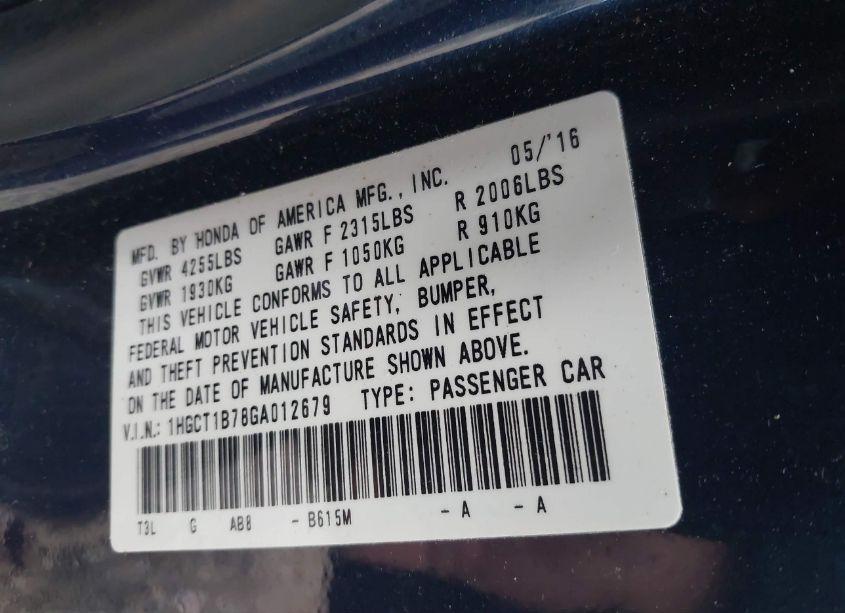 MFD. BY HONDA OF AMERICA MFG., INC. 05/'16
GVWR 4255LBS GAWR F 2315LBS R 2006LBS
GVWR 1930KG GAWR F 1050KG R 910KG
THIS VEHICLE CONFORMS TO ALL APPLICABLE
FEDERAL MOTOR VEHICLE SAFETY, BUMPER,
AND THEFT PREVENTION STANDARDS IN EFFECT
ON THE DATE OF MANUFACTURE SHOWN ABOVE.
V.I.N.: 1HGCT1B78GA012679 TYPE: PASSENGER CAR
T3L G AB8 - B615M - A - A